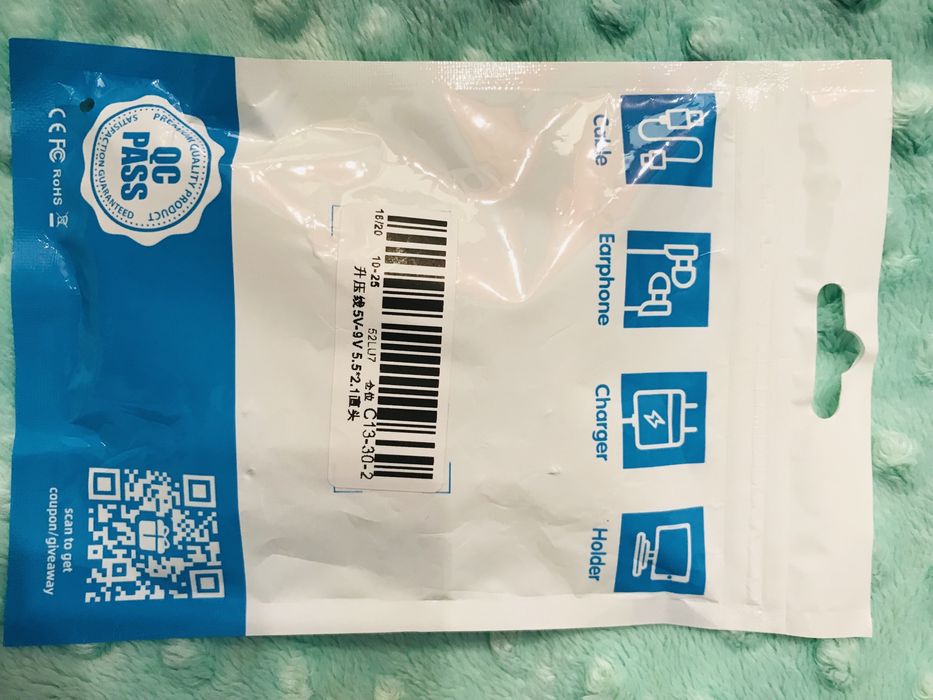 Cable
Earphone
Charger
Holder
16/20 10-25 52LU7 仓位 C13-30-2
升压线5V-9V 5.5*2.1直头
PREMIUM QUALITY PRODUCT
QC
PASS
SATISFACTION GUARANTEED
CE FC RoHS
scan to get
coupon/giveaway